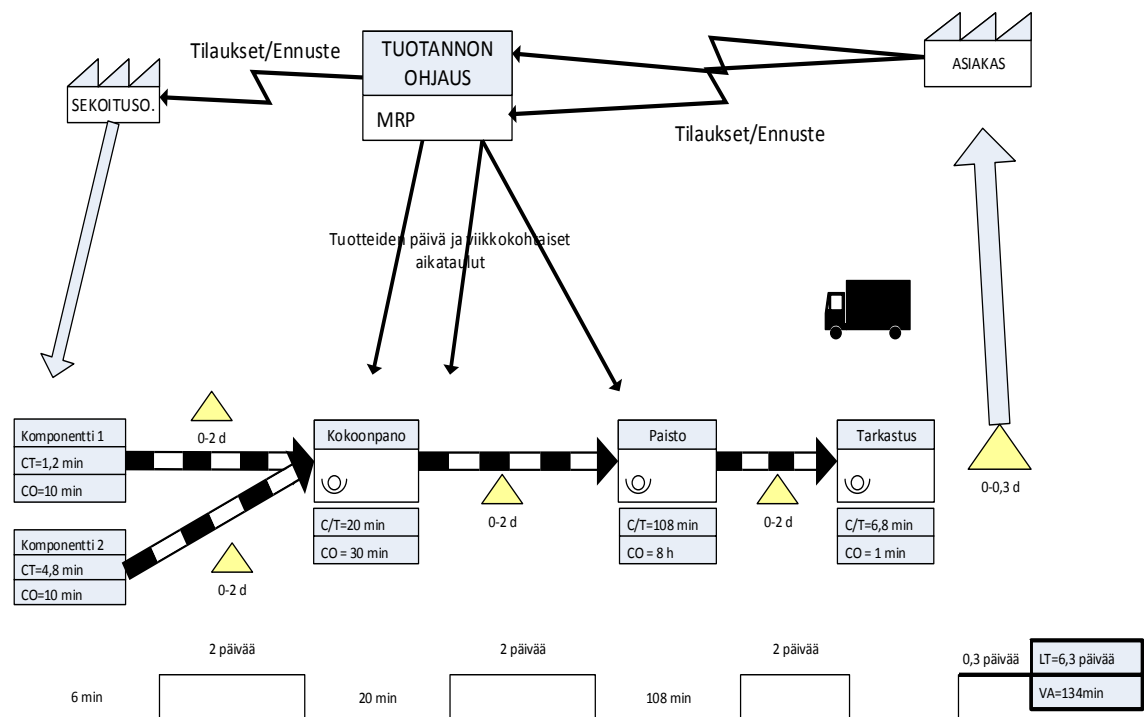 Tilaukset/Ennuste
TUOTANNON
OHJAUS
MRP
ASIAKAS
SEKOITUSO.
Tilaukset/Ennuste
Tuotteiden päivä ja viikkokohtaiset
aikataulut
Komponentti 1
CT=1,2 min
CO=10 min
0-2 d
Kokoonpano
C/T=20 min
CO = 30 min
0-2 d
Paisto
C/T=108 min
CO = 8 h
0-2 d
Tarkastus
C/T=6,8 min
CO = 1 min
0-0,3 d
Komponentti 2
CT=4,8 min
CO=10 min
0-2 d
2 päivää
2 päivää
2 päivää
0,3 päivää
LT=6,3 päivää
6 min
20 min
108 min
VA=134min